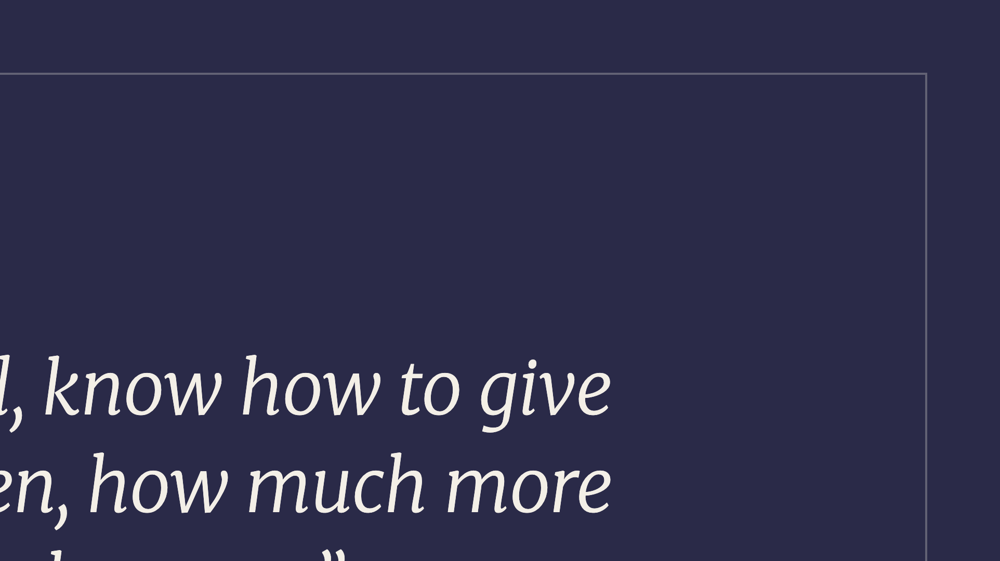 l, know how to give
en, how much more
”